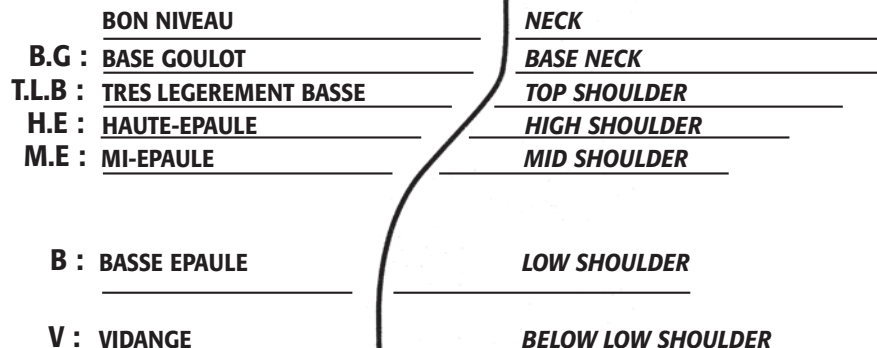 BON NIVEAU NECK
B.G : BASE GOULOT BASE NECK
T.L.B : TRES LEGEREMENT BASSE TOP SHOULDER
H.E : HAUTE-EPAULE HIGH SHOULDER
M.E : MI-EPAULE MID SHOULDER
B : BASSE EPAULE LOW SHOULDER
V : VIDANGE BELOW LOW SHOULDER